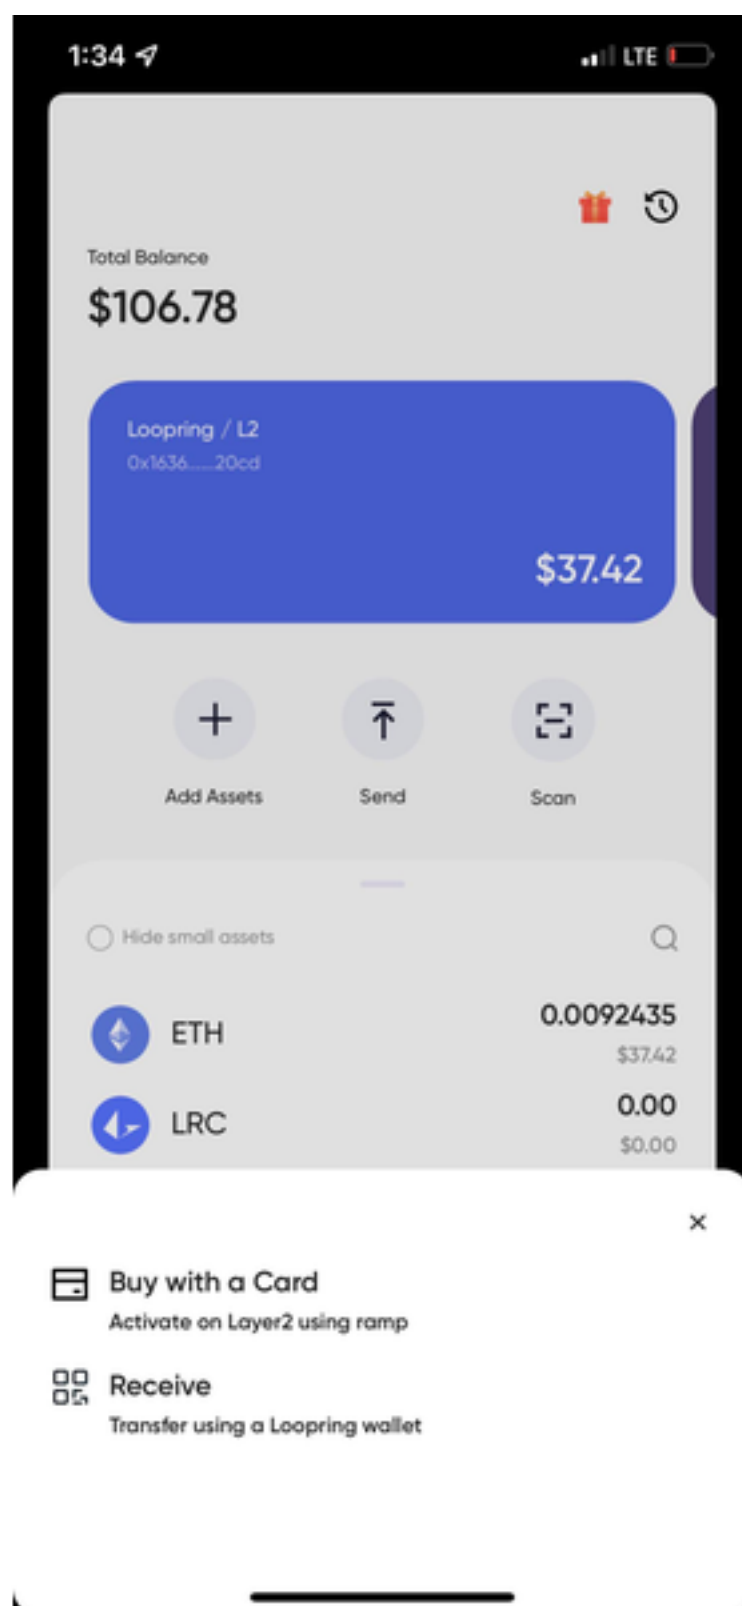 1:34
LTE
Total Balance
$106.78
Loopring / L2
0x1636......20cd
$37.42
Add Assets
Send
Scan
Hide small assets
ETH
0.0092435
$37.42
LRC
0.00
$0.00
Buy with a Card
Activate on Layer2 using ramp
Receive
Transfer using a Loopring wallet